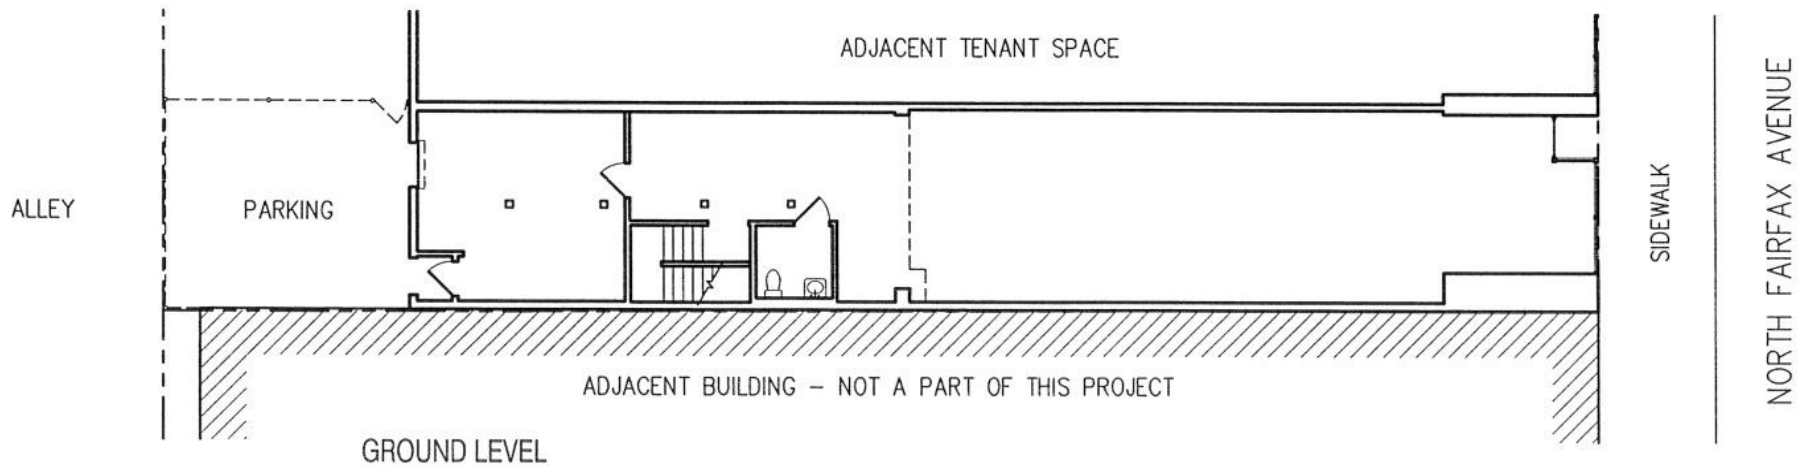 ADJACENT TENANT SPACE
ALLEY
PARKING
SIDEWALK
NORTH FAIRFAX AVENUE
ADJACENT BUILDING – NOT A PART OF THIS PROJECT
GROUND LEVEL